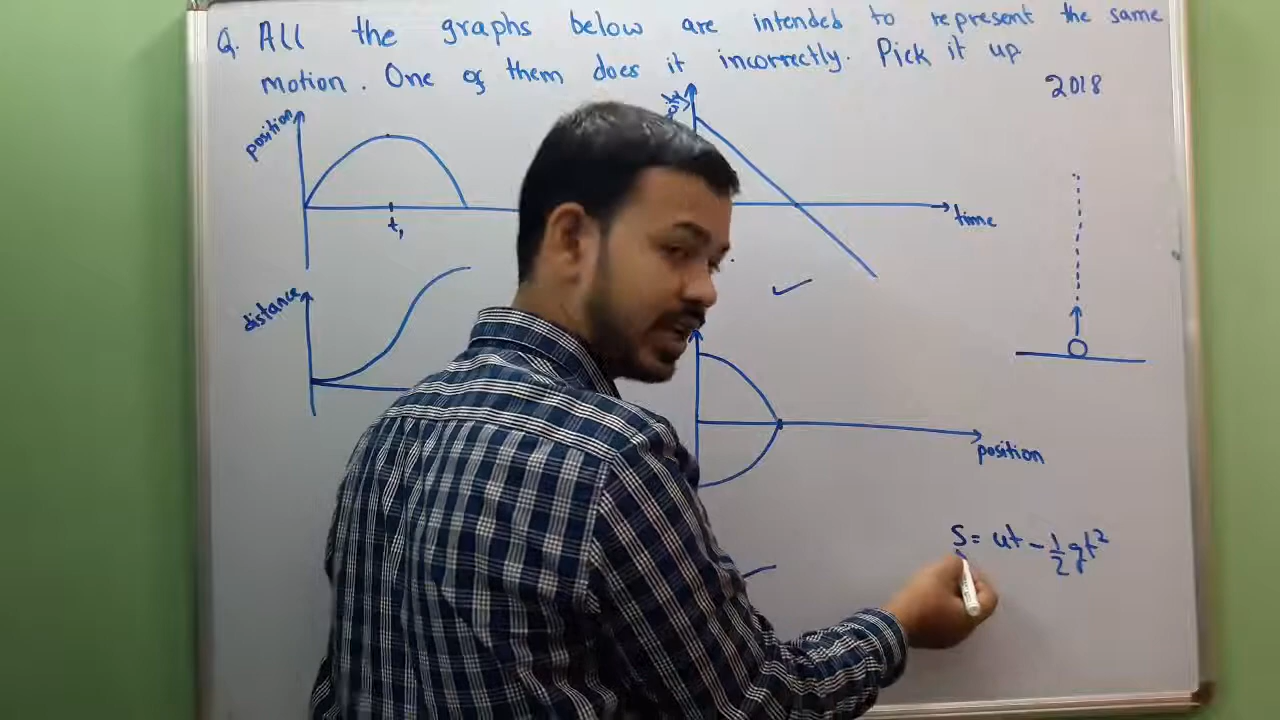 Q. All the graphs below are intended to represent the same
motion. One of them does it incorrectly. Pick it up
2018
position
t₁
time
distance
position
S = ut - 1/2 gt²